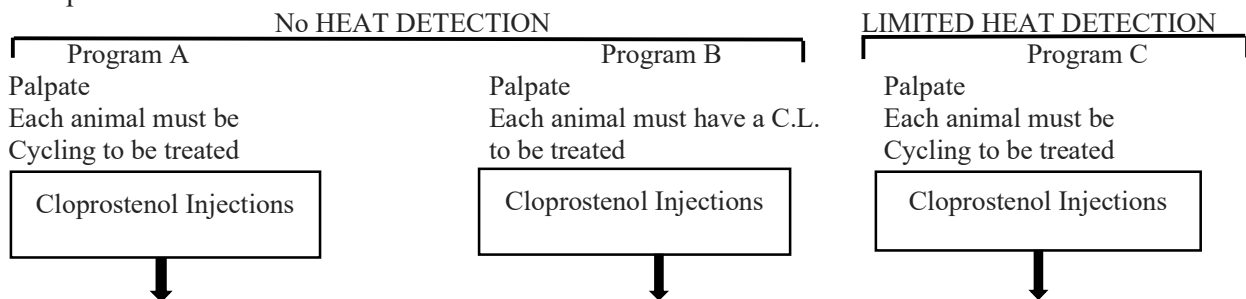 No HEAT DETECTION
LIMITED HEAT DETECTION
Program A
Palpate
Each animal must be
Cycling to be treated
Cloprostenol Injections
Program B
Palpate
Each animal must have a C.L.
to be treated
Cloprostenol Injections
Program C
Palpate
Each animal must be
Cycling to be treated
Cloprostenol Injections